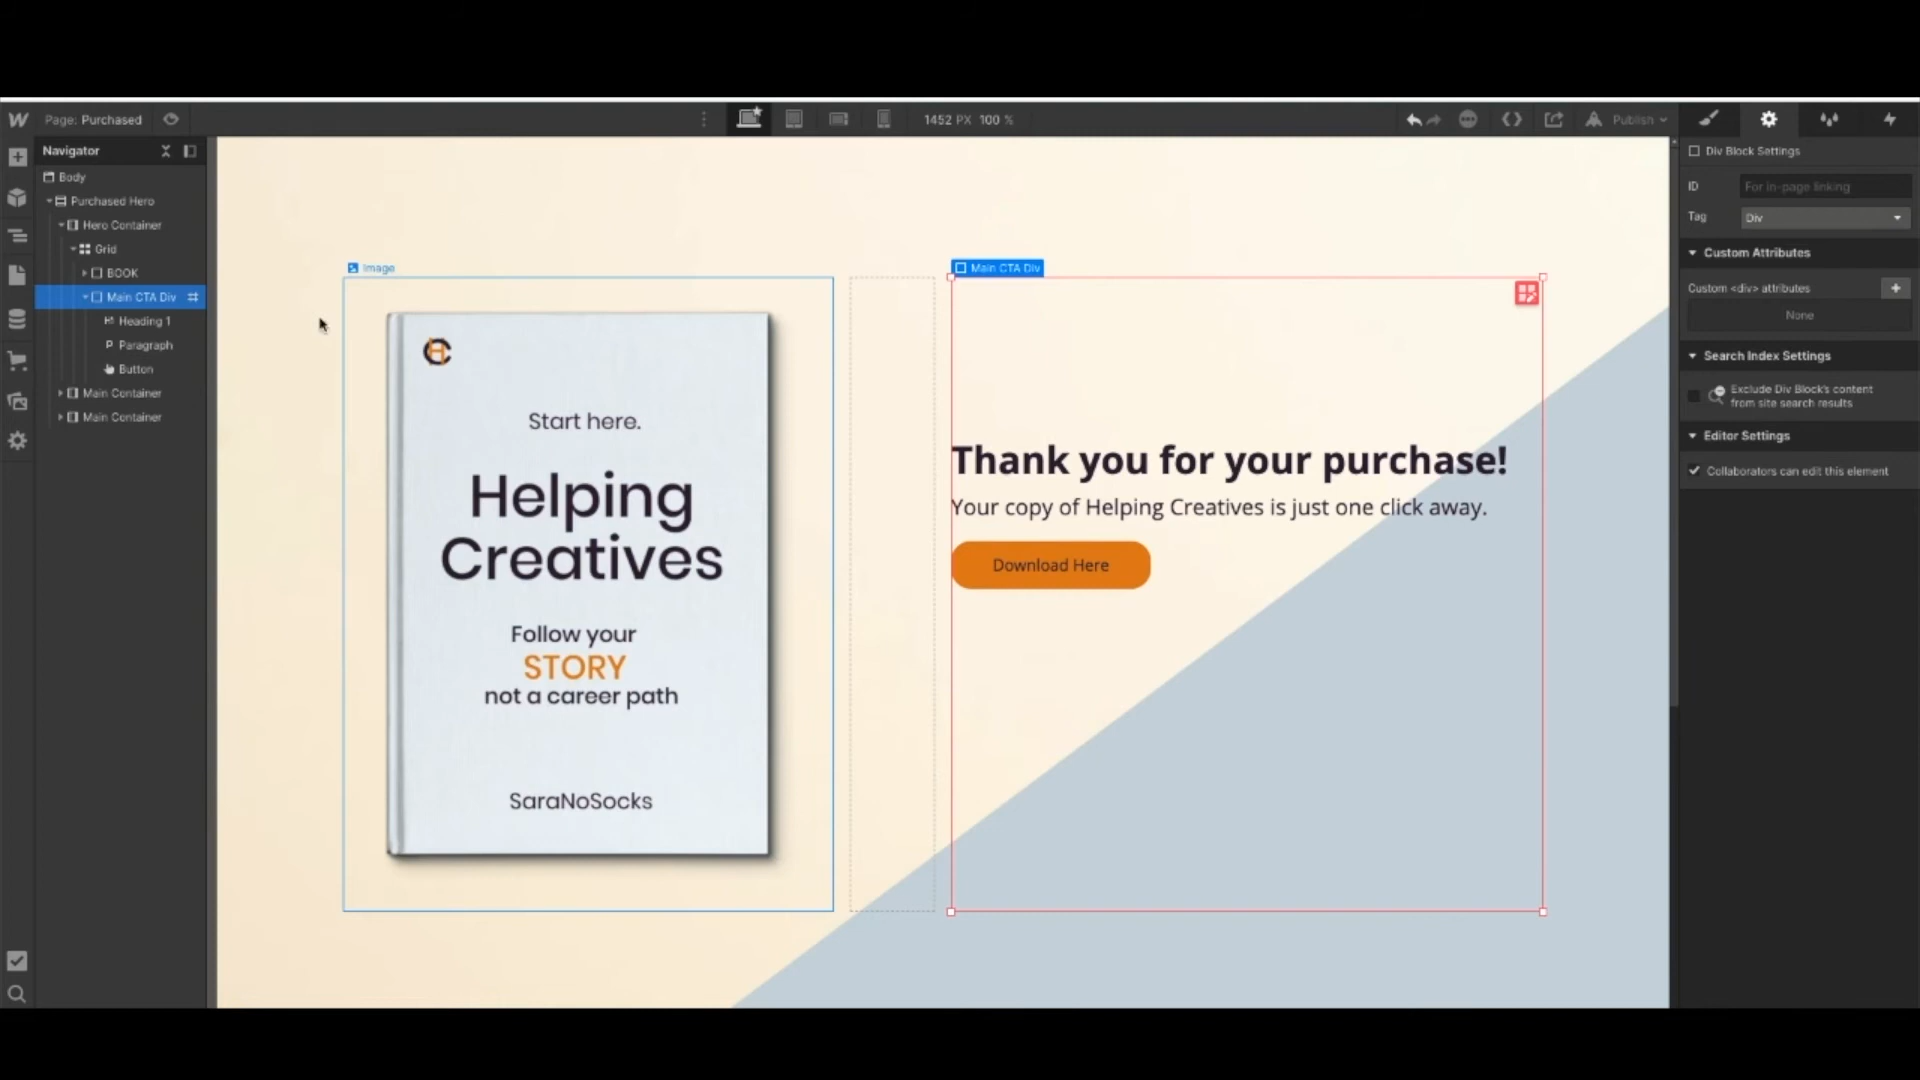 Page: Purchased
1452 PX 100 %
Publish
Navigator
Body
Purchased Hero
Hero Container
Grid
BOOK
Main CTA Div
Heading 1
Paragraph
Button
Main Container
Main Container
Image
Start here.
Helping
Creatives
Follow your
STORY
not a career path
SaraNoSocks
Main CTA Div
Thank you for your purchase!
Your copy of Helping Creatives is just one click away.
Download Here
Div Block Settings
ID
For in-page linking
Tag
Div
Custom Attributes
Custom <div> attributes
None
Search Index Settings
Exclude Div Block's content
from site search results
Editor Settings
Collaborators can edit this element